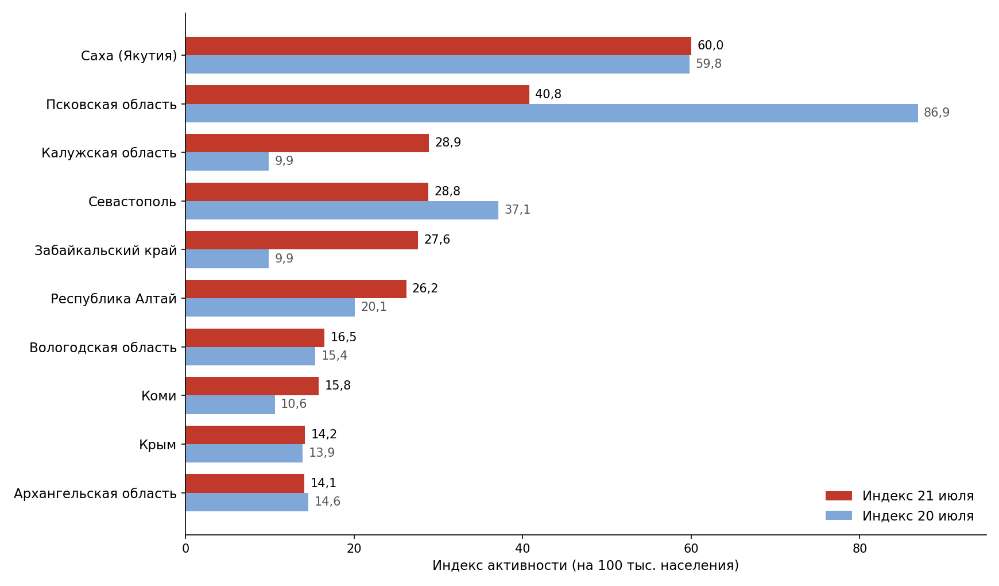 Саха (Якутия)
60,0
59,8
Псковская область
40,8
86,9
Калужская область
28,9
9,9
Севастополь
28,8
37,1
Забайкальский край
27,6
9,9
Республика Алтай
26,2
20,1
Вологодская область
16,5
15,4
Коми
15,8
10,6
Крым
14,2
13,9
Архангельская область
14,1
14,6
Индекс 21 июля
Индекс 20 июля
0 20 40 60 80
Индекс активности (на 100 тыс. населения)